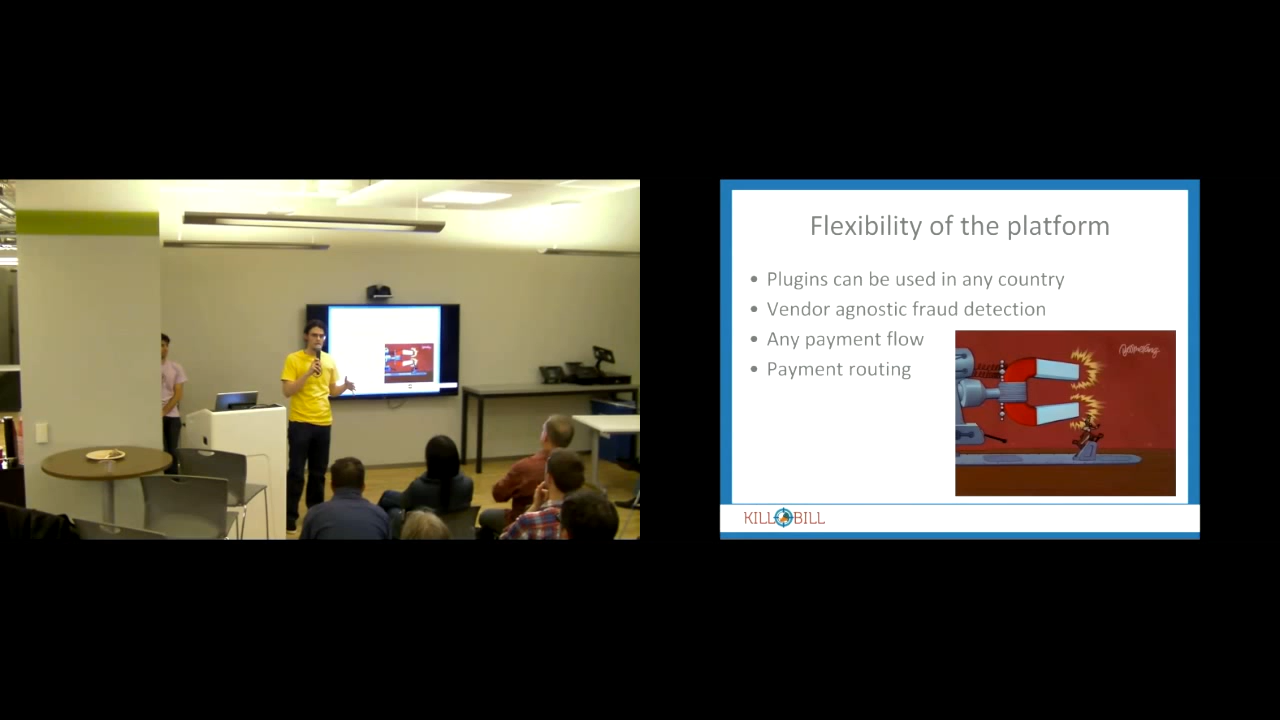 Flexibility of the platform
• Plugins can be used in any country
• Vendor agnostic fraud detection
• Any payment flow
• Payment routing
Boomerang
KILL BILL